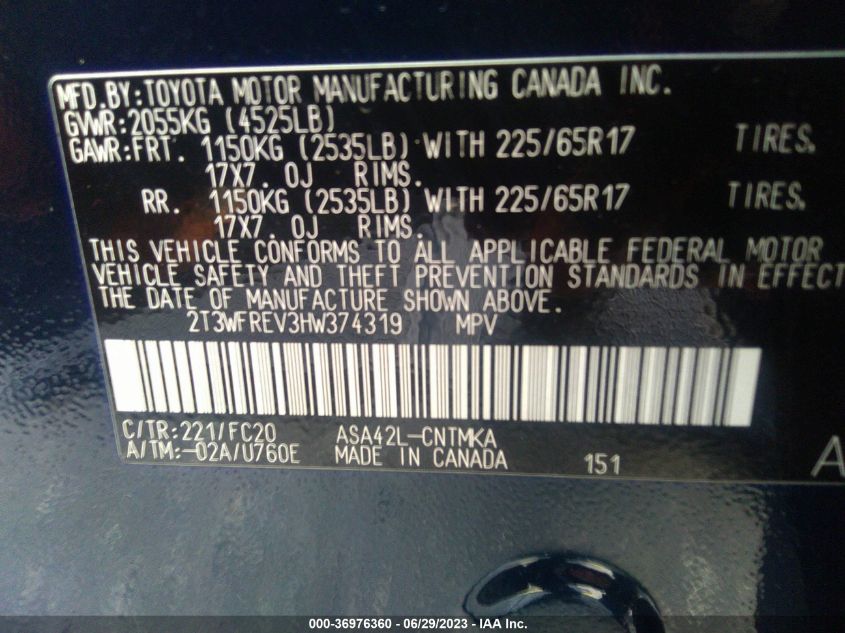 MFD.BY:TOYOTA MOTOR MANUFACTURING CANADA INC.
GVWR:2055KG (4525LB)
GAWR:FRT. 1150KG (2535LB) WITH 225/65R17 TIRES.
17X7. 0J RIMS.
RR. 1150KG (2535LB) WITH 225/65R17 TIRES.
17X7. 0J RIMS.
THIS VEHICLE CONFORMS TO ALL APPLICABLE FEDERAL MOTOR
VEHICLE SAFETY AND THEFT PREVENTION STANDARDS IN EFFECT
THE DATE OF MANUFACTURE SHOWN ABOVE.
2T3WFREV3HW374319 MPV
C/TR:221/FC20 ASA42L-CNTMKA
A/TM:-02A/U760E MADE IN CANADA 151 A
000-36976360 - 06/29/2023 - IAA